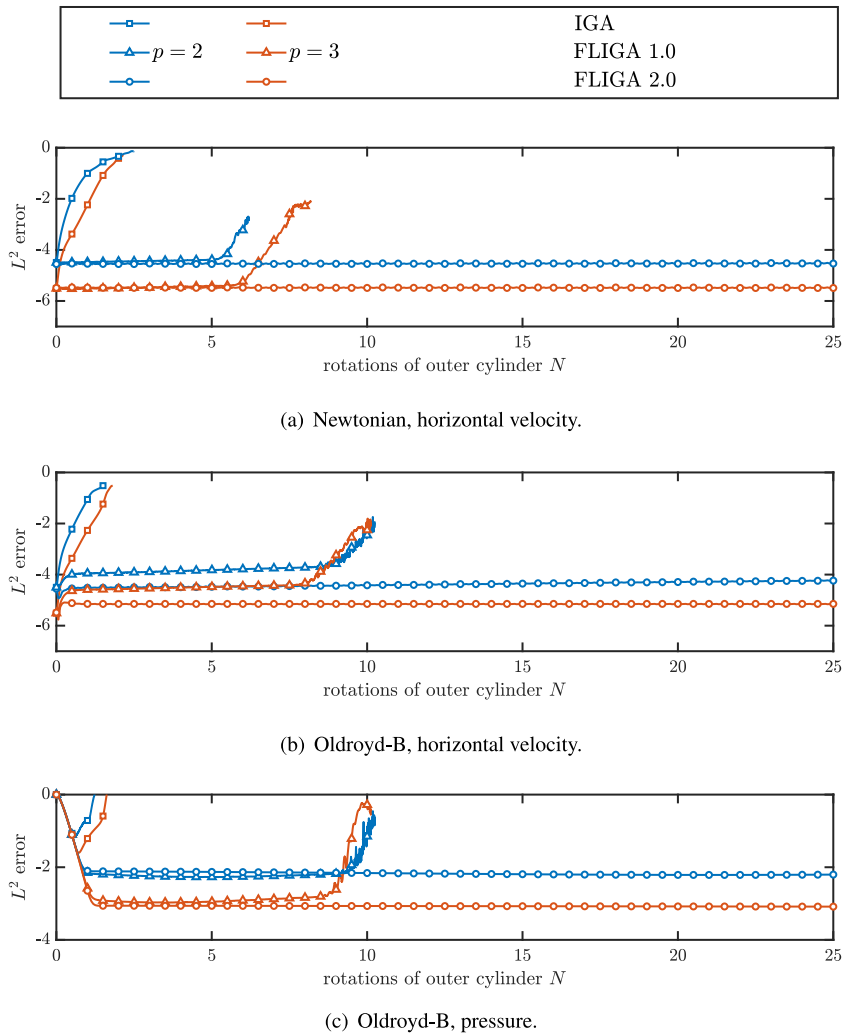 IGA
p = 2 p = 3 FLIGA 1.0
FLIGA 2.0
0
-2
-4
-6
L² error
0 5 10 15 20 25
rotations of outer cylinder N
(a) Newtonian, horizontal velocity.
0
-2
-4
-6
L² error
0 5 10 15 20 25
rotations of outer cylinder N
(b) Oldroyd-B, horizontal velocity.
0
-2
-4
L² error
0 5 10 15 20 25
rotations of outer cylinder N
(c) Oldroyd-B, pressure.